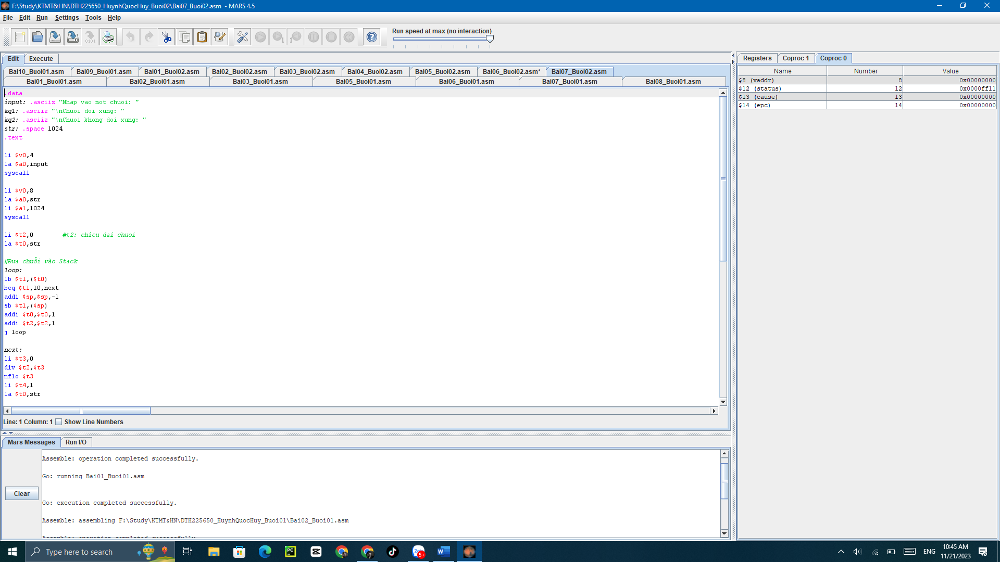 F:\Study\KTMT&HN\DTH225650_HuynhQuocHuy_Buoi02\Bai07_Buoi02.asm - MARS 4.5
File Edit Run Settings Tools Help
Run speed at max (no interaction)
Edit Execute
Bai10_Buoi01.asm Bai09_Buoi01.asm Bai01_Buoi02.asm Bai02_Buoi02.asm Bai03_Buoi02.asm Bai04_Buoi02.asm Bai05_Buoi02.asm Bai06_Buoi02.asm* Bai07_Buoi02.asm
Bai01_Buoi01.asm Bai02_Buoi01.asm Bai03_Buoi01.asm Bai05_Buoi01.asm Bai06_Buoi01.asm Bai07_Buoi01.asm Bai08_Buoi01.asm
.data
input: .asciiz "Nhap vao mot chuoi: "
kq1: .asciiz "\nChuoi doi xung: "
kq2: .asciiz "\nChuoi khong doi xung: "
str: .space 1024
.text
li $v0,4
la $a0,input
syscall
li $v0,8
la $a0,str
li $a1,1024
syscall
li $t2,0 #t2: chieu dai chuoi
la $t0,str
#Đưa chuỗi vào Stack
loop:
lb $t1,($t0)
beq $t1,10,next
addi $sp,$sp,-1
sb $t1,($sp)
addi $t0,$t0,1
addi $t2,$t2,1
j loop
next:
li $t3,0
div $t2,$t3
mflo $t3
li $t4,1
la $t0,str
Line: 1 Column: 1 Show Line Numbers
Mars Messages Run I/O
Clear
Assemble: operation completed successfully.
Go: running Bai01_Buoi01.asm
Go: execution completed successfully.
Assemble: assembling F:\Study\KTMT&HN\DTH225650_HuynhQuocHuy_Buoi01\Bai02_Buoi01.asm
Assemble: operation completed successfully.
Registers Coproc 1 Coproc 0
Name Number Value
$8 (vaddr) 8 0x00000000
$12 (status) 12 0x0000ff11
$13 (cause) 13 0x00000000
$14 (epc) 14 0x00000000
Type here to search
ENG
10:45 AM
11/21/2023